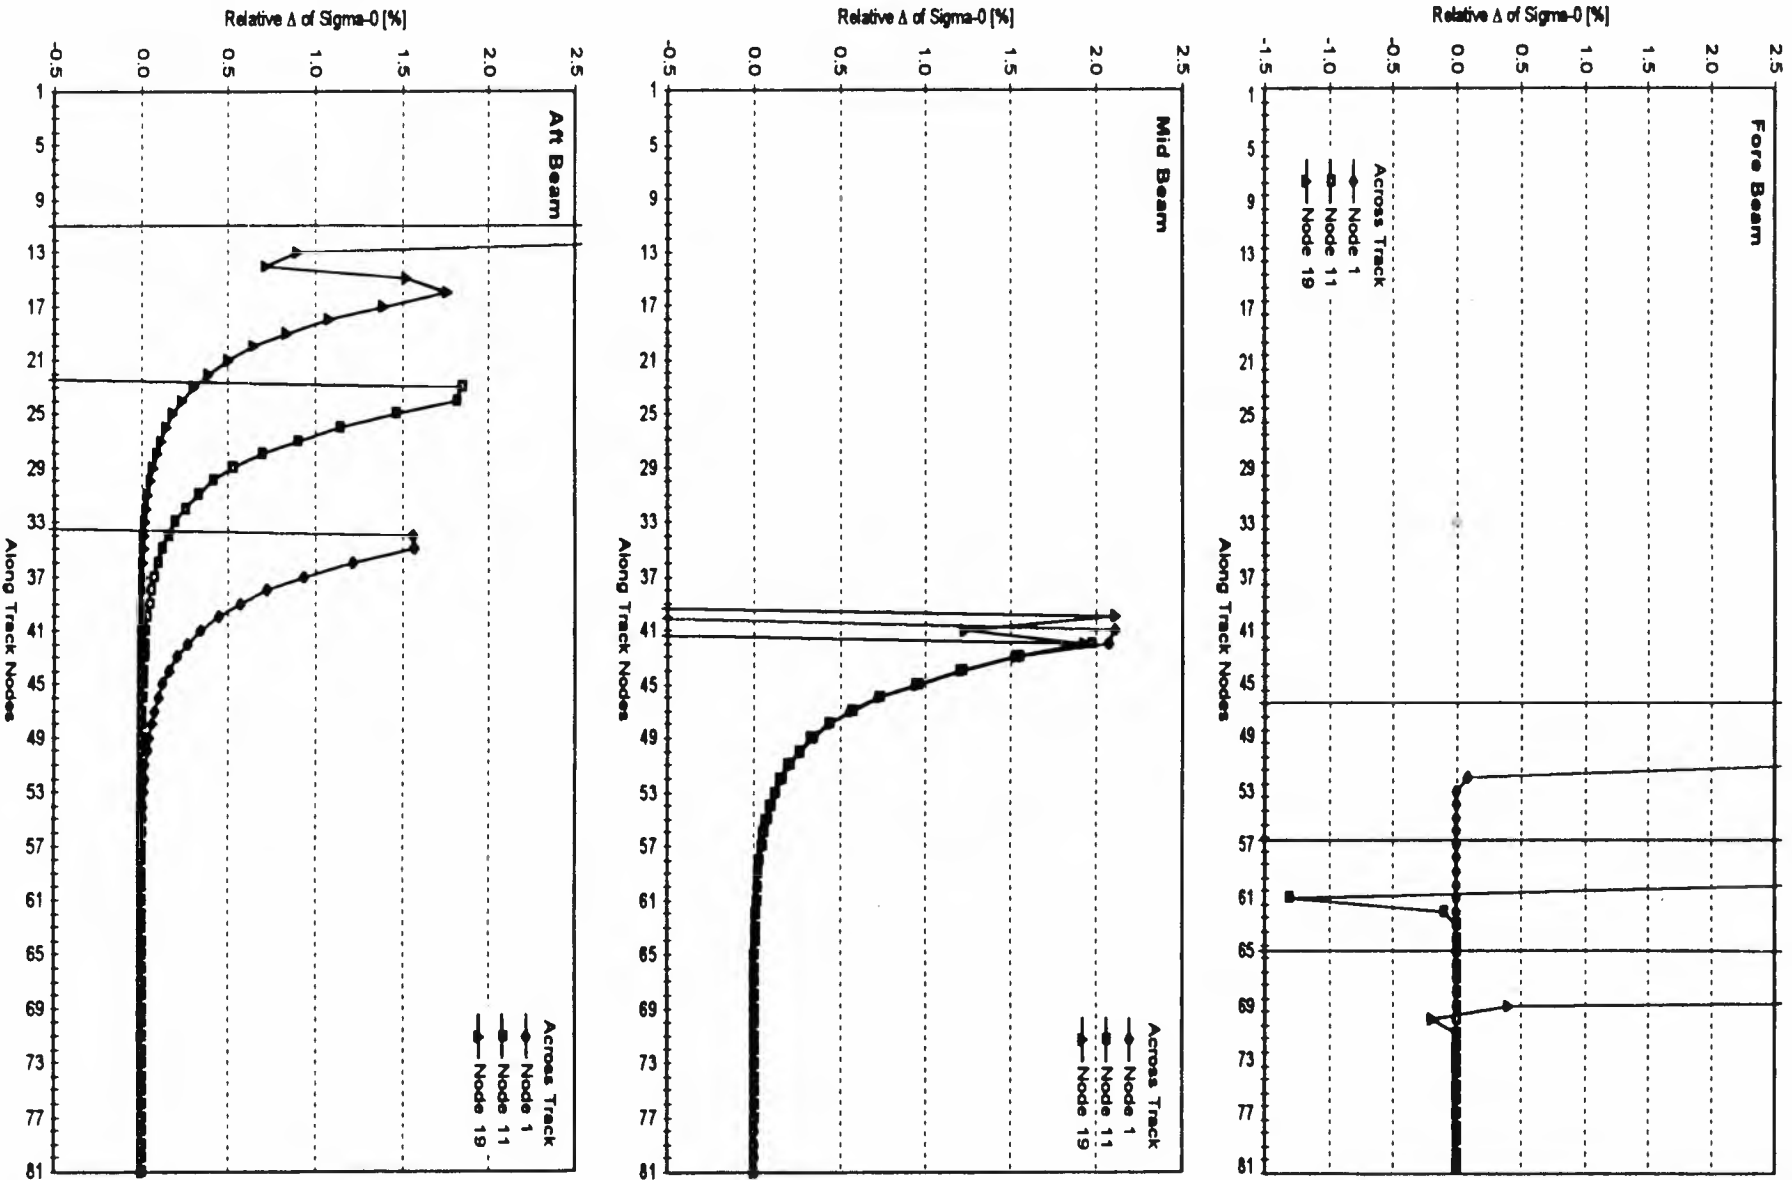 Fore Beam
Relative Δ of Sigma-0 [%]
2.5
2.0
1.5
1.0
0.5
0.0
-0.5
-1.0
-1.5
Across Track
Node 1
Node 11
Node 19
1 5 9 13 17 21 25 29 33 37 41 45 49 53 57 61 65 69 73 77 81
Along Track Nodes
Mid Beam
Relative Δ of Sigma-0 [%]
2.5
2.0
1.5
1.0
0.5
0.0
-0.5
Across Track
Node 1
Node 11
Node 19
1 5 9 13 17 21 25 29 33 37 41 45 49 53 57 61 65 69 73 77 81
Along Track Nodes
Aft Beam
Relative Δ of Sigma-0 [%]
2.5
2.0
1.5
1.0
0.5
0.0
-0.5
Across Track
Node 1
Node 11
Node 19
1 5 9 13 17 21 25 29 33 37 41 45 49 53 57 61 65 69 73 77 81
Along Track Nodes